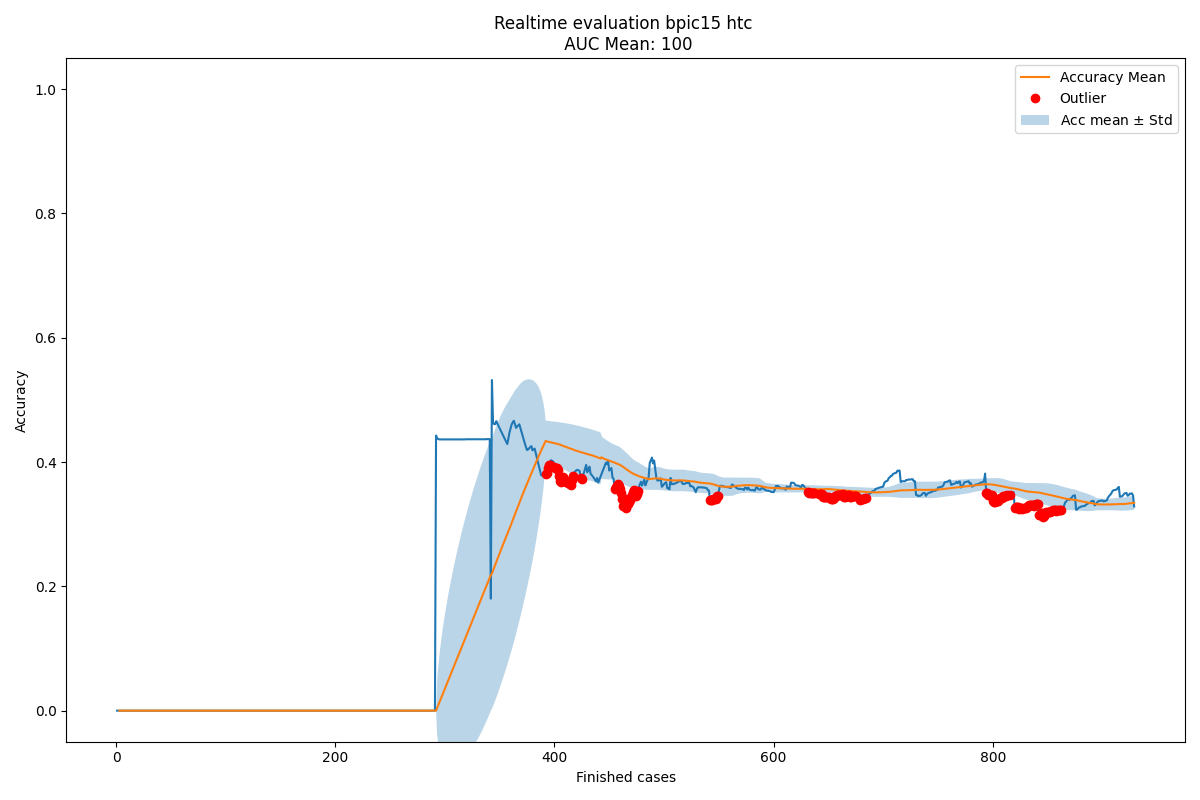 Realtime evaluation bpic15 htc
AUC Mean: 100
Accuracy Mean
Outlier
Acc mean ± Std
1.0
0.8
0.6
0.4
0.2
0.0
Accuracy
0 200 400 600 800
Finished cases